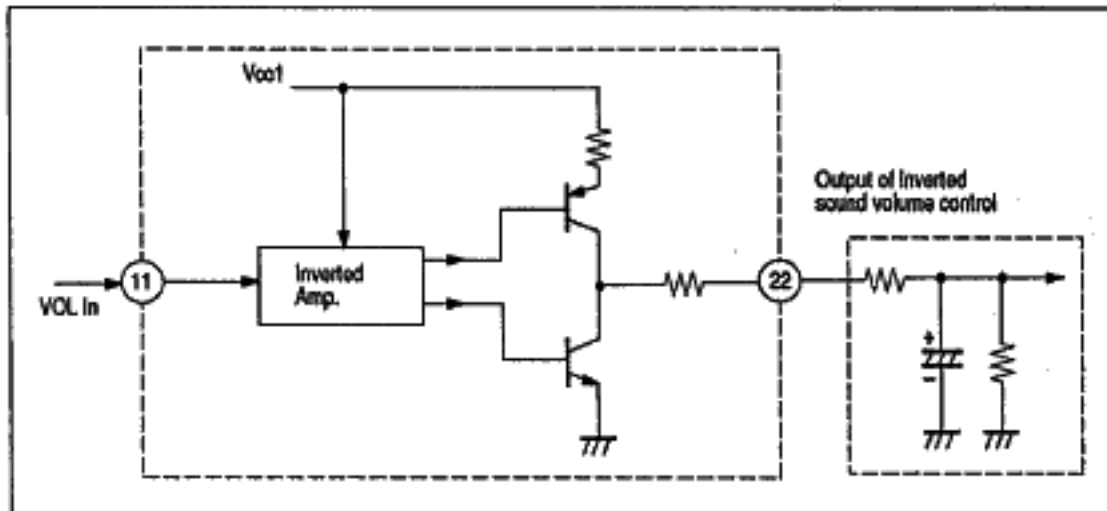 Vcc1
Output of Inverted
sound volume control
11
Inverted
Amp.
22
VOL In
+
-